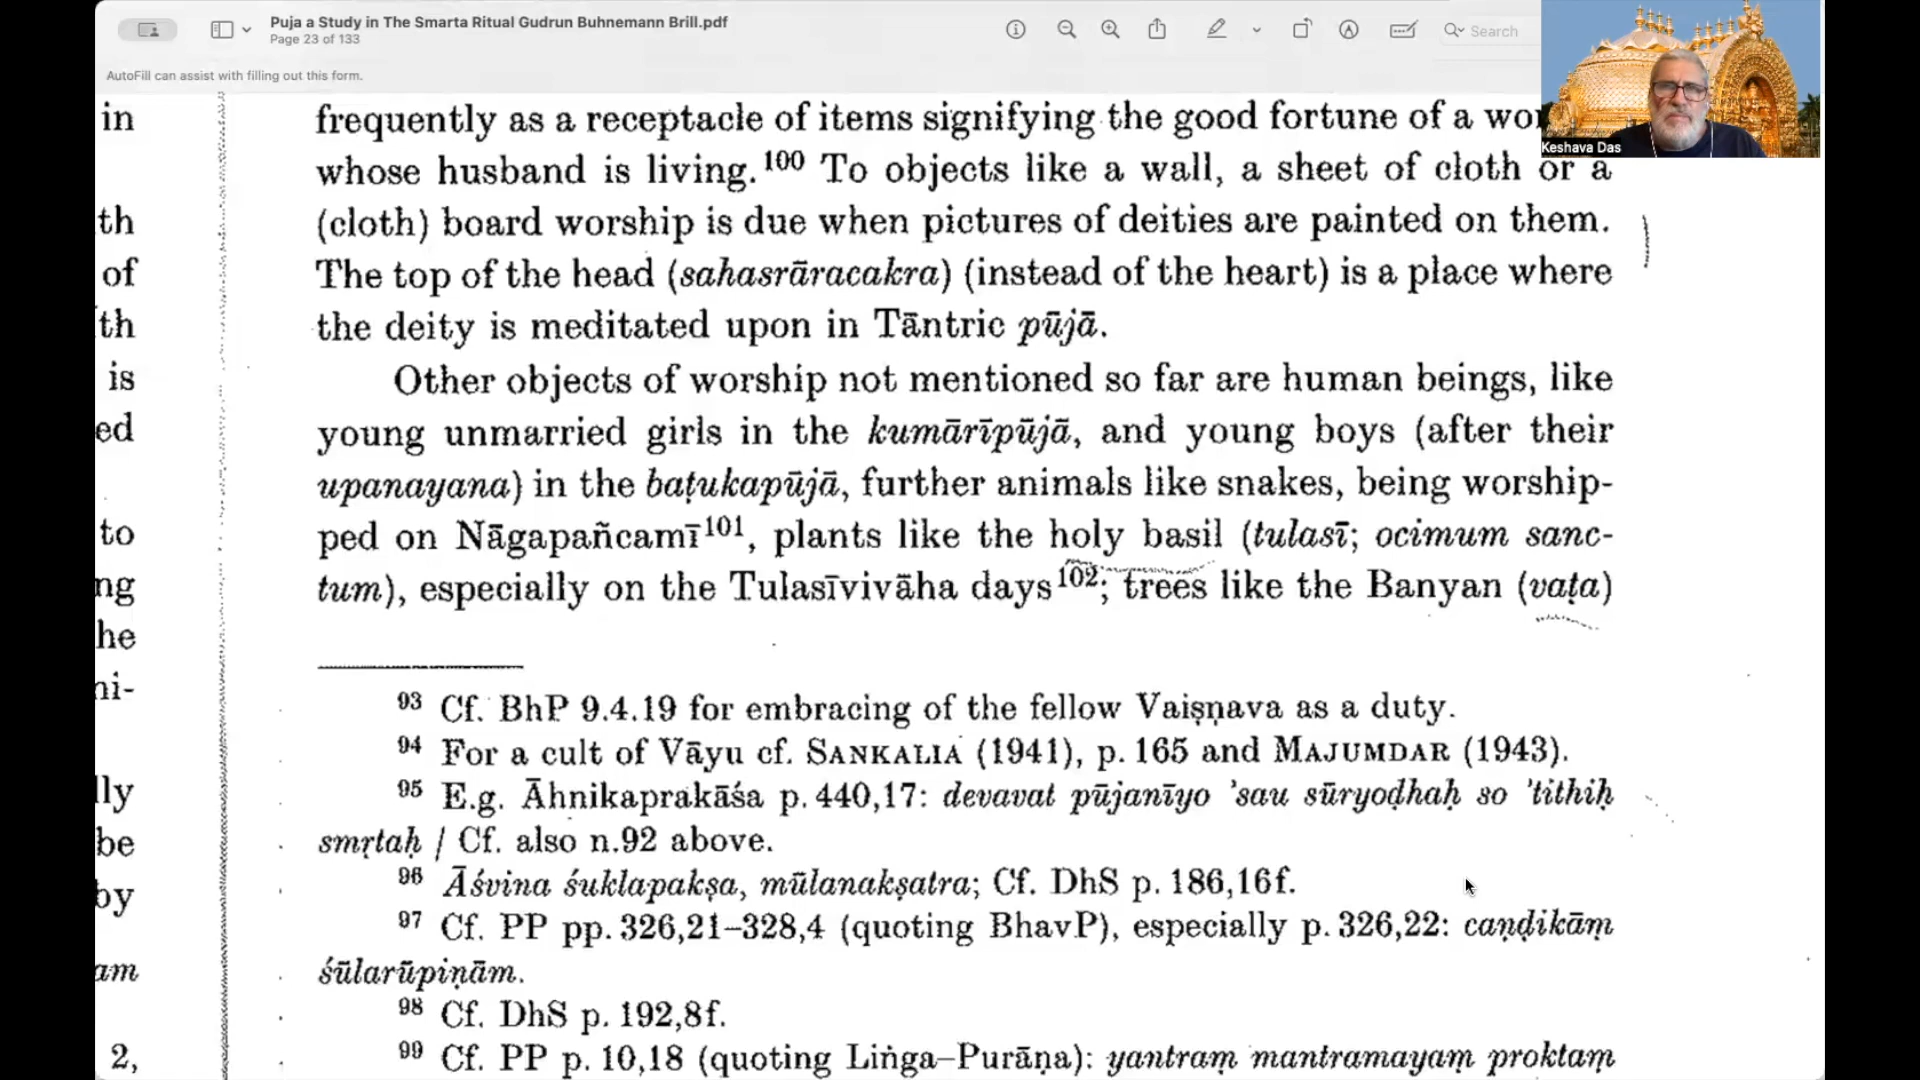 Puja a Study in The Smarta Ritual Gudrun Buhnemann Brill.pdf
Page 23 of 133
Search
AutoFill can assist with filling out this form.
Keshava Das
in
th
of
th
is
ed
to
ng
he
ni-
lly
be
by
am
2,
frequently as a receptacle of items signifying the good fortune of a
whose husband is living.¹⁰⁰ To objects like a wall, a sheet of cloth or a
(cloth) board worship is due when pictures of deities are painted on them.
The top of the head (sahasrāracakra) (instead of the heart) is a place where
the deity is meditated upon in Tāntric pūjā.
Other objects of worship not mentioned so far are human beings, like
young unmarried girls in the kumārīpūjā, and young boys (after their
upanayana) in the baṭukapūjā, further animals like snakes, being worship-
ped on Nāgapañcamī¹⁰¹, plants like the holy basil (tulasī; ocimum sanc-
tum), especially on the Tulasīvivāha days¹⁰²; trees like the Banyan (vaṭa)
⁹³ Cf. BhP 9.4.19 for embracing of the fellow Vaiṣṇava as a duty.
⁹⁴ For a cult of Vāyu cf. SANKALIA (1941), p. 165 and MAJUMDAR (1943).
⁹⁵ E.g. Āhnikaprakāśa p. 440,17: devavat pūjanīyo 'sau sūryoḍhaḥ so 'tithiḥ
smṛtaḥ / Cf. also n.92 above.
⁹⁶ Āśvina śuklapakṣa, mūlanakṣatra; Cf. DhS p. 186,16f.
⁹⁷ Cf. PP pp. 326,21–328,4 (quoting BhavP), especially p. 326,22: caṇḍikāṃ
śūlarūpiṇāṃ.
⁹⁸ Cf. DhS p. 192,8f.
⁹⁹ Cf. PP p. 10,18 (quoting Liṅga–Purāṇa): yantraṃ mantramayaṃ proktaṃ